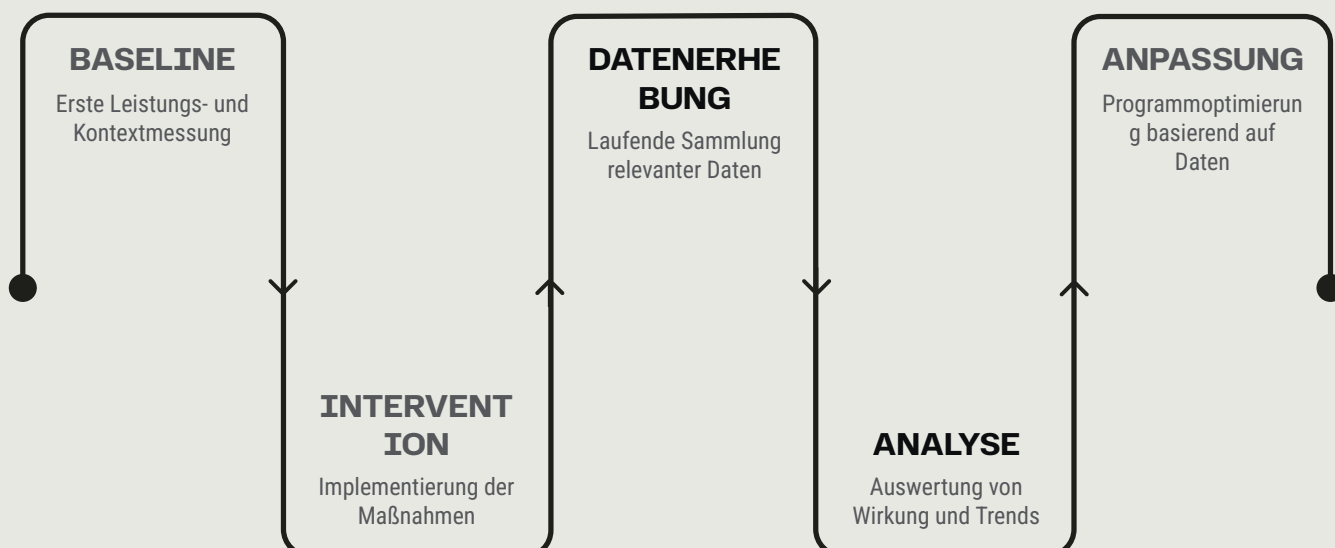 BASELINE
Erste Leistungs- und
Kontextmessung
INTERVENT
ION
Implementierung der
Maßnahmen
DATENERHE
BUNG
Laufende Sammlung
relevanter Daten
ANALYSE
Auswertung von
Wirkung und Trends
ANPASSUNG
Programmoptimierun
g basierend auf
Daten